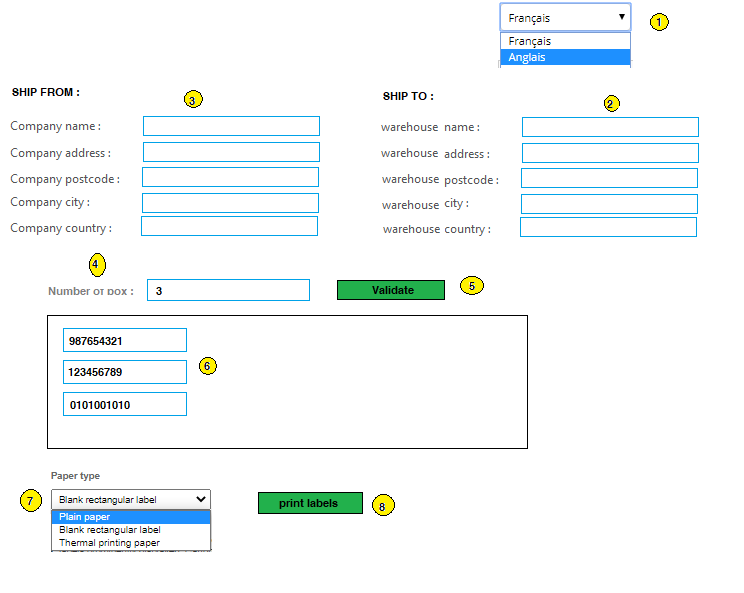 Français
1
Français
Anglais
SHIP FROM :
3
SHIP TO :
2
Company name :
warehouse name :
Company address :
warehouse address :
Company postcode :
warehouse postcode :
Company city :
warehouse city :
Company country :
warehouse country :
4
Number of box :
3
Validate
5
987654321
123456789
6
0101001010
Paper type
7
Blank rectangular label
print labels
8
Plain paper
Blank rectangular label
Thermal printing paper